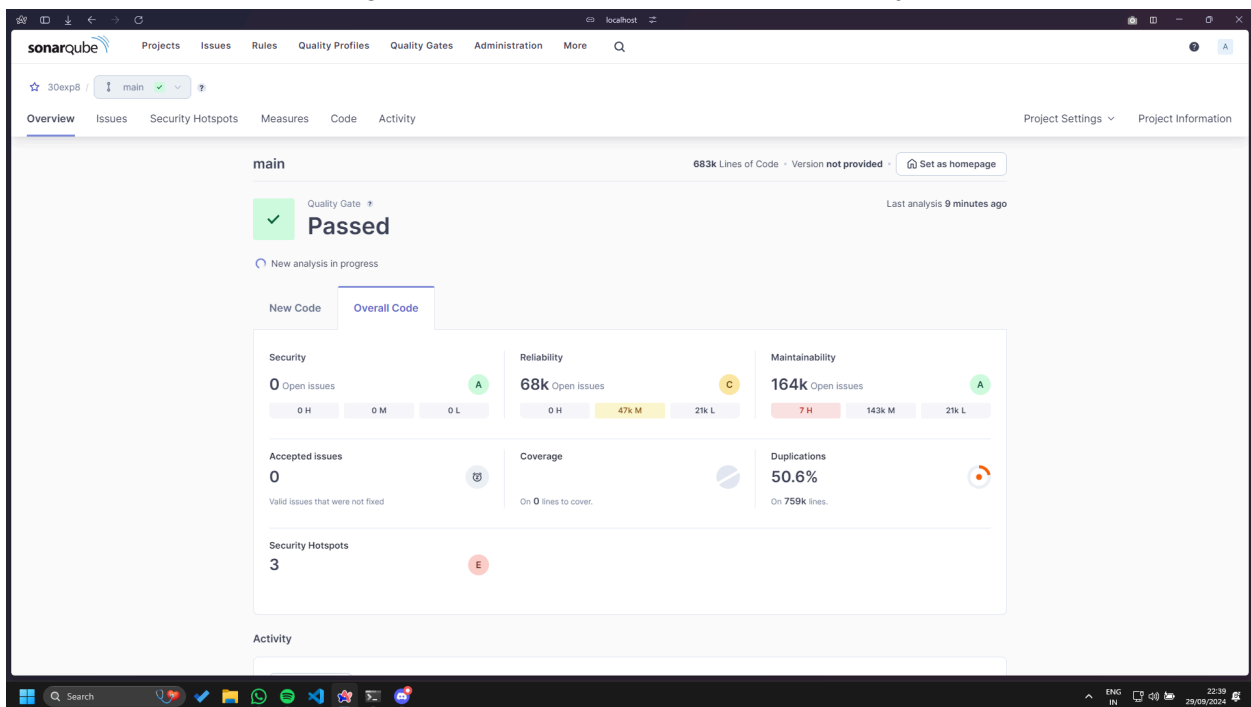 localhost
sonarqube Projects Issues Rules Quality Profiles Quality Gates Administration More ? A
30exp8 / main ?
Overview Issues Security Hotspots Measures Code Activity Project Settings Project Information
main 683k Lines of Code • Version not provided • Set as homepage
Quality Gate ? Last analysis 9 minutes ago
Passed
New analysis in progress
New Code Overall Code
Security Reliability Maintainability
0 Open issues A 68k Open issues C 164k Open issues A
0 H 0 M 0 L 0 H 47k M 21k L 7 H 143k M 21k L
Accepted issues Coverage Duplications
0 50.6%
Valid issues that were not fixed On 0 lines to cover. On 759k lines.
Security Hotspots
3 E
Activity
Search ENG 22:39
IN 29/09/2024